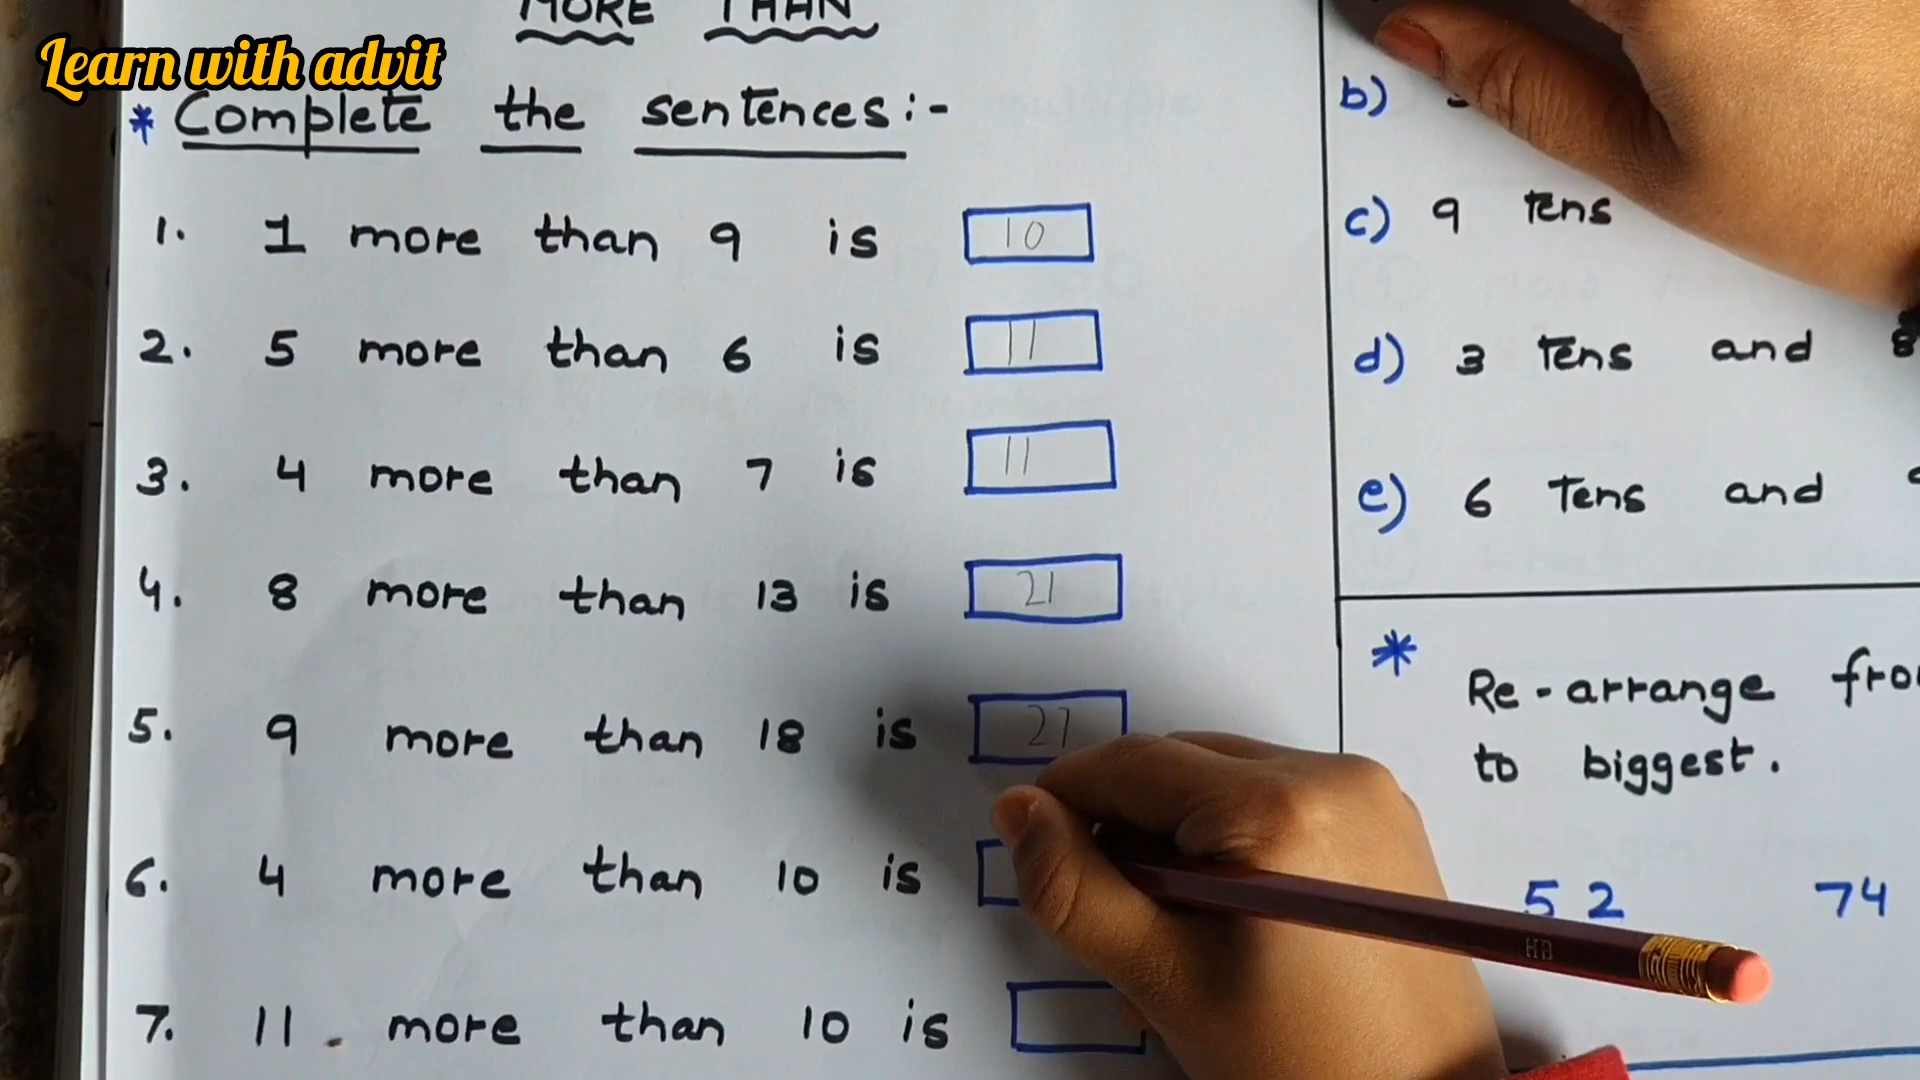 MORE THAN
Learn with advit
* Complete the sentences:-
1. 1 more than 9 is 10
2. 5 more than 6 is 11
3. 4 more than 7 is 11
4. 8 more than 13 is 21
5. 9 more than 18 is 27
6. 4 more than 10 is
7. 11 more than 10 is
b)
c) 9 tens
d) 3 tens and 8
e) 6 Tens and
* Re-arrange
to biggest.
52 74
HB